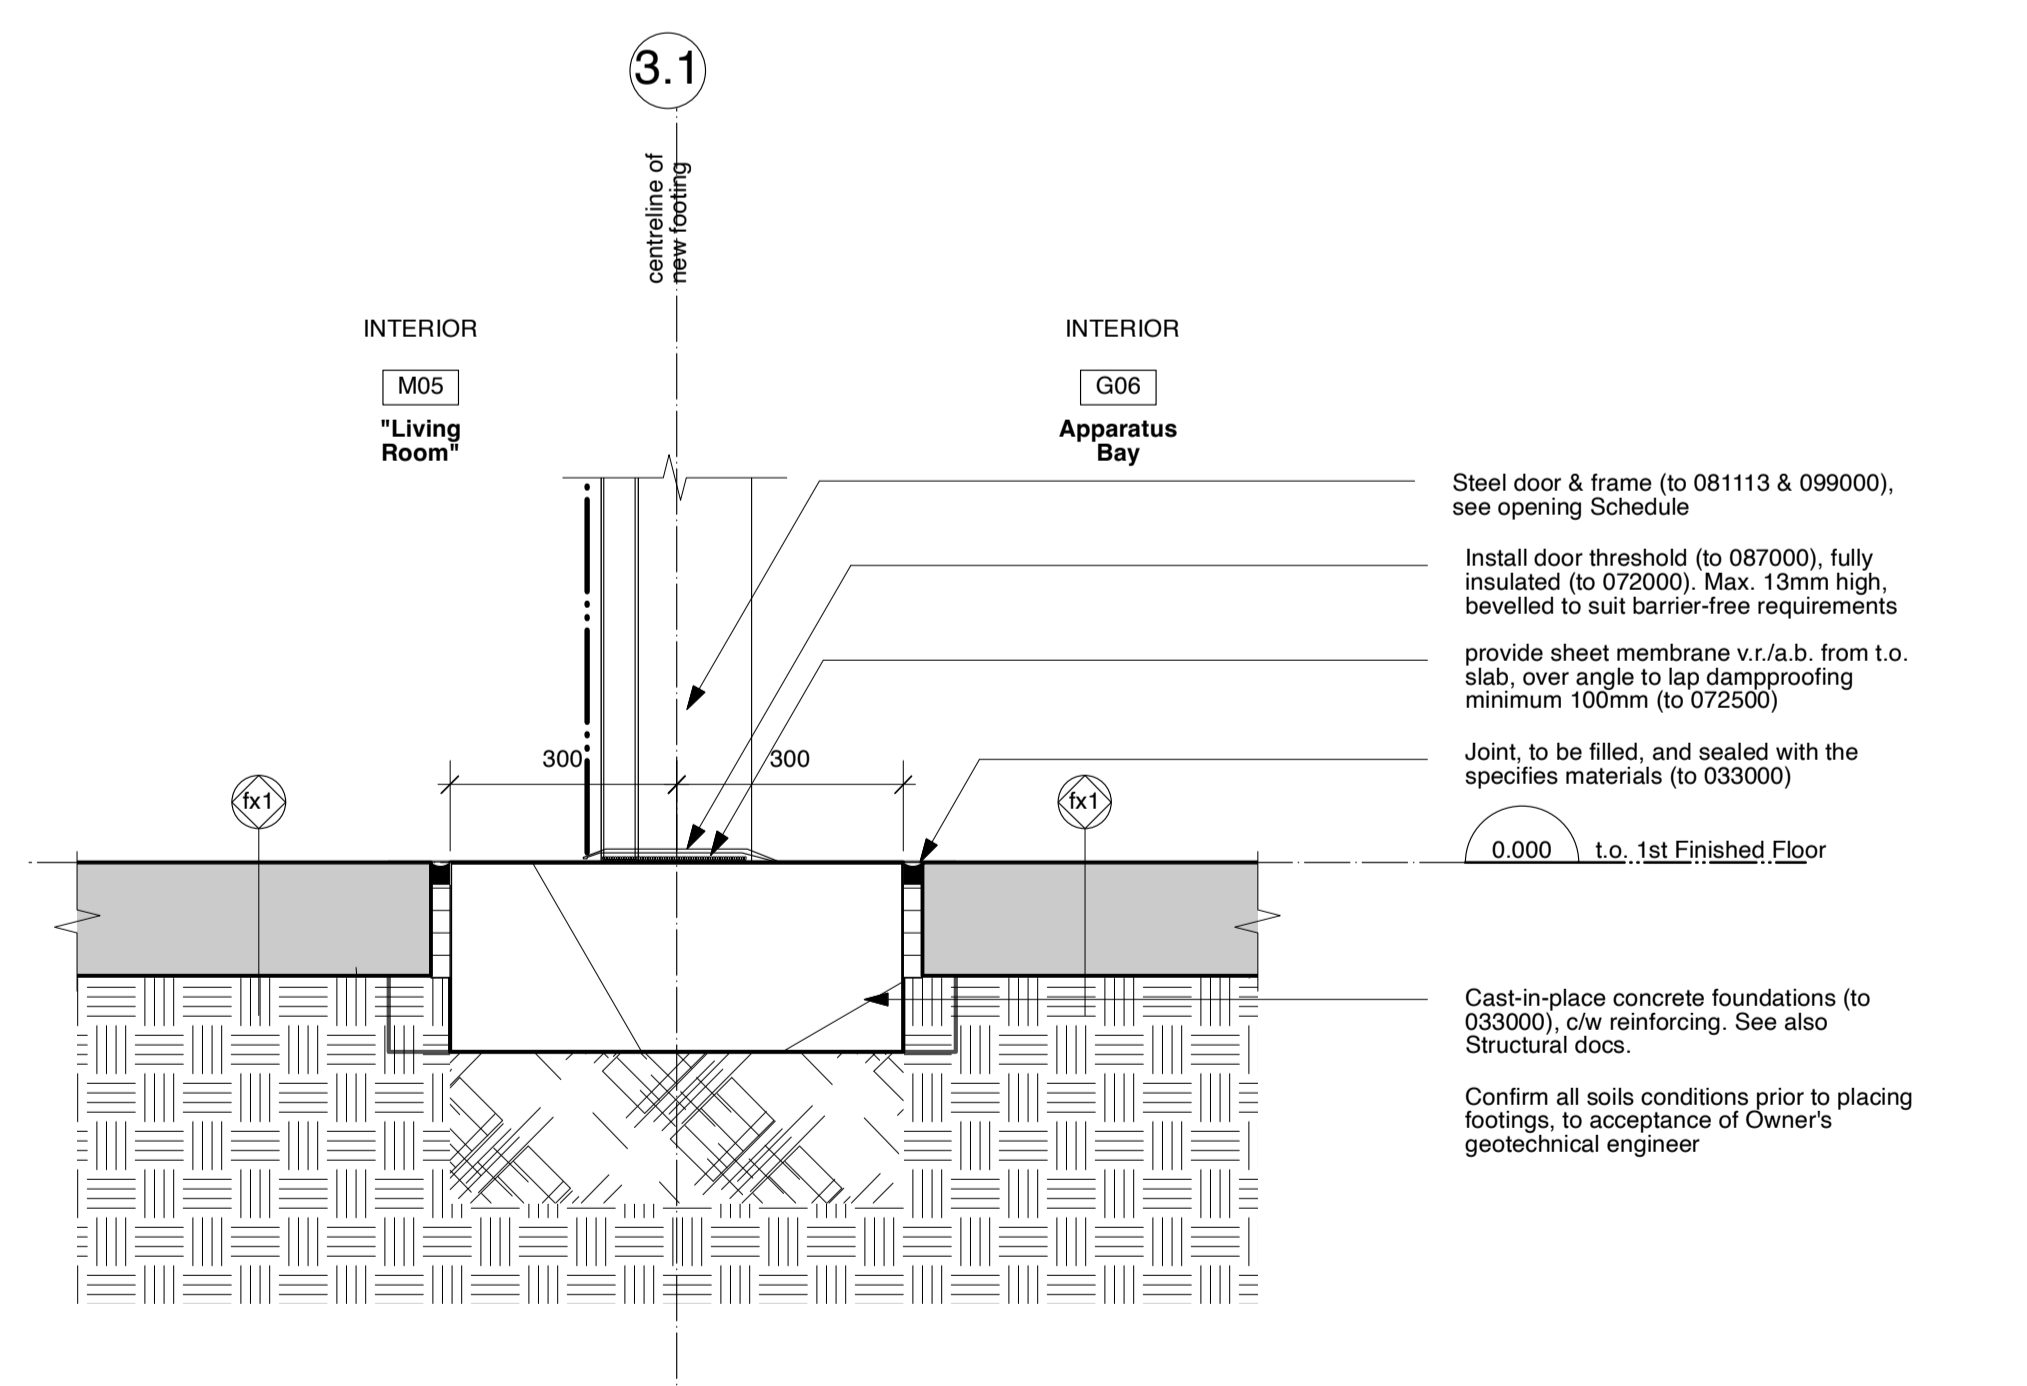 3.1
centreline of
new footing
INTERIOR
M05
"Living
Room"
INTERIOR
G06
Apparatus
Bay
Steel door & frame (to 081113 & 099000),
see opening Schedule
Install door threshold (to 087000), fully
insulated (to 072000). Max. 13mm high,
bevelled to suit barrier-free requirements
provide sheet membrane v.r./a.b. from t.o.
slab, over angle to lap dampproofing
minimum 100mm (to 072500)
300
300
Joint, to be filled, and sealed with the
specifies materials (to 033000)
fx1
fx1
0.000 t.o. 1st Finished Floor
Cast-in-place concrete foundations (to
033000), c/w reinforcing. See also
Structural docs.
Confirm all soils conditions prior to placing
footings, to acceptance of Owner's
geotechnical engineer